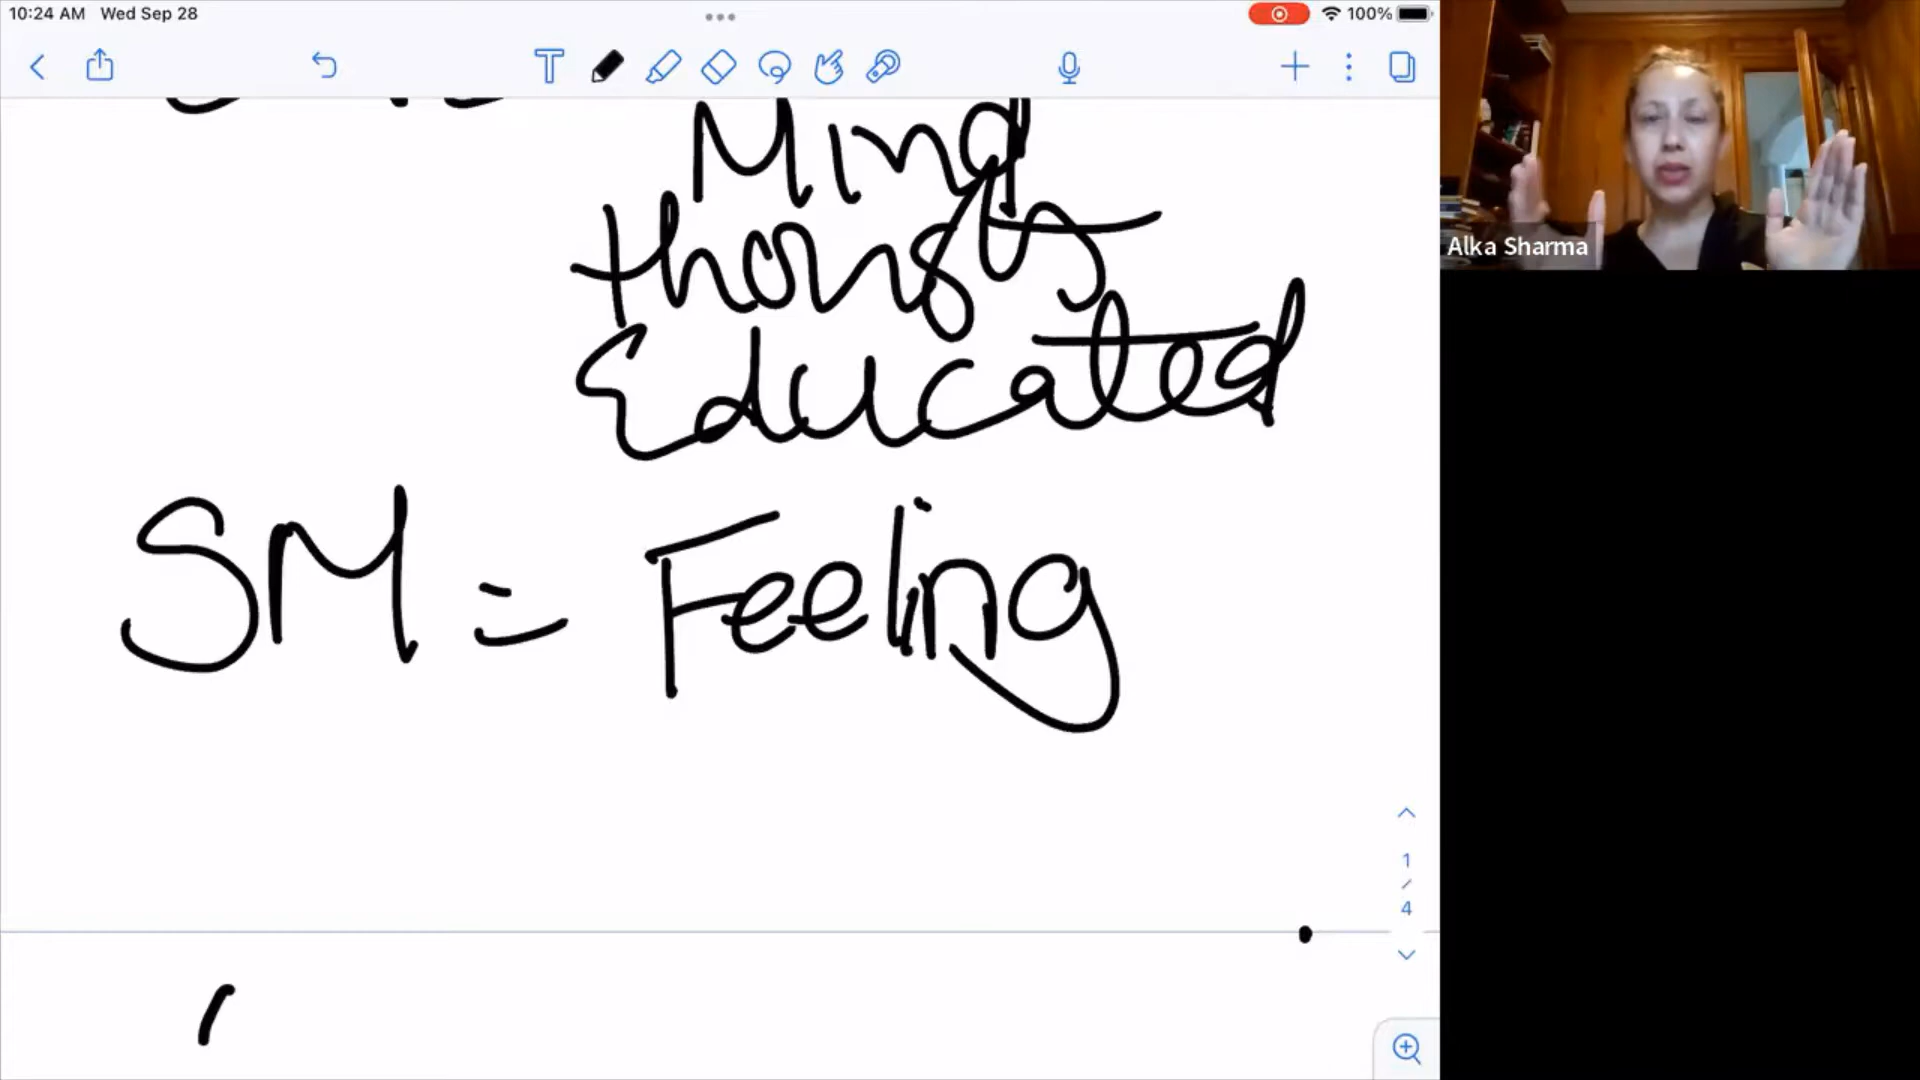 10:24 AM Wed Sep 28
100%
Mind
thoughts
Educated
SM = Feeling
Alka Sharma
1
/
4